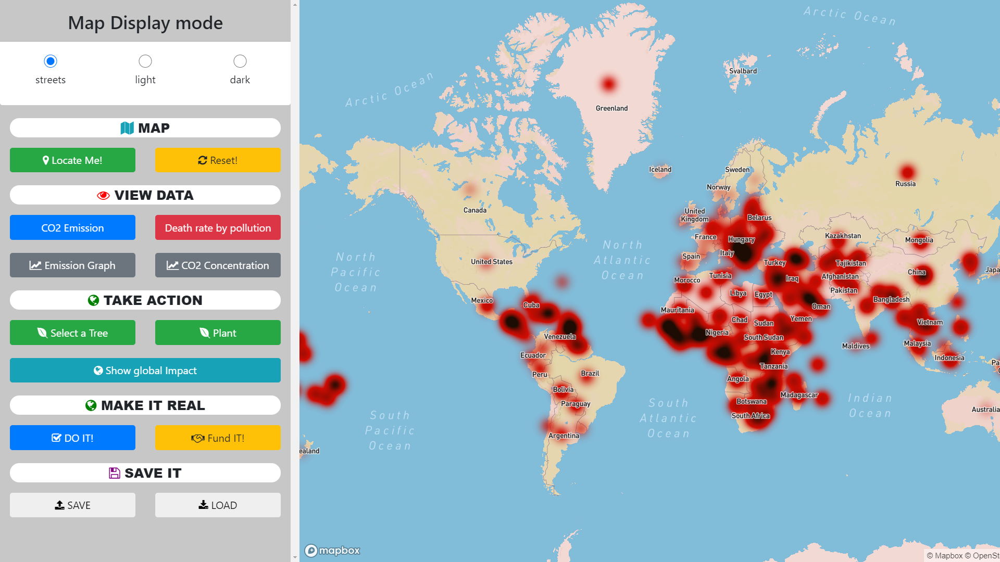 Map Display mode
streets
light
dark
MAP
Locate Me!
Reset!
VIEW DATA
CO2 Emission
Death rate by pollution
Emission Graph
CO2 Concentration
TAKE ACTION
Select a Tree
Plant
Show global Impact
MAKE IT REAL
DO IT!
Fund IT!
SAVE IT
SAVE
LOAD
Arctic Ocean
Arctic Ocean
Svalbard
Greenland
Iceland
Sweden
Norway
Russia
Canada
United
Kingdom
Belarus
France
Hungary
Kazakhstan
Mongolia
North
Atlantic
Ocean
Italy
Spain
United States
Turkey
Tajikistan
North
Pacific
Ocean
China
Japa
Tunisia
Morocco
Iraq
Afghanistan
Pakistan
Libya
Egypt
Mexico
Cuba
Bangladesh
Oman
Mauritania
Chad
Sudan
Yemen
Vietnam
Nigeria
Venezuela
South Sudan
Maldives
Malaysia
Kenya
Ecuador
Indonesia
Pa
Tanzania
Peru
Brazil
Angola
Bolivia
Madagascar
Indian
Ocean
Botswana
Paraguay
South
Atlantic
Ocean
Australia
South Africa
South
Pacific
Ocean
Argentina
ealand
mapbox
© Mapbox © OpenSt